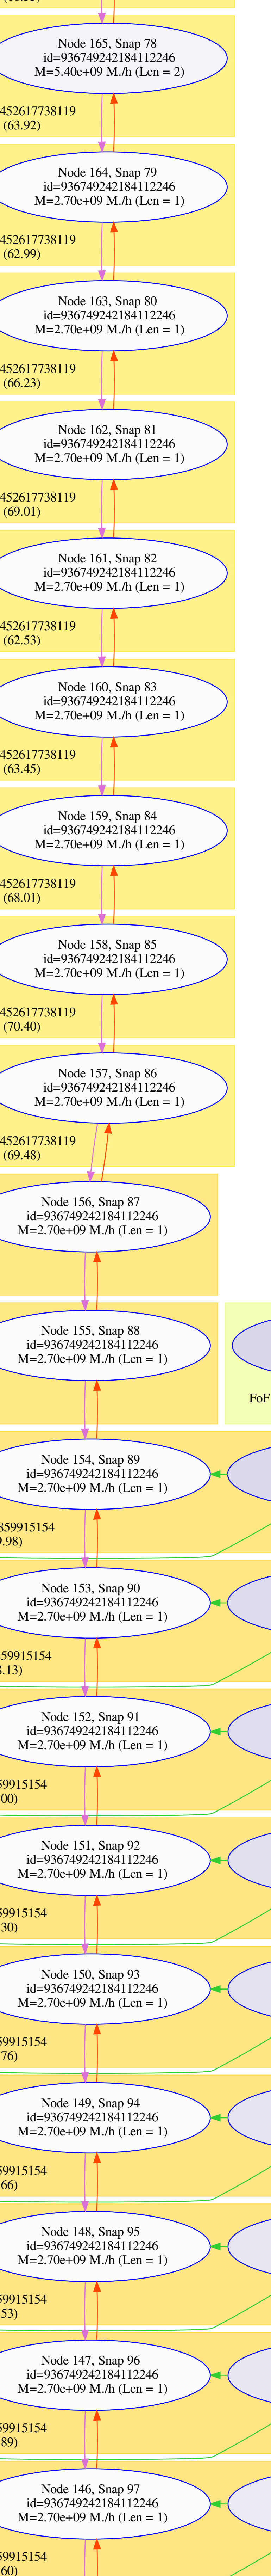 Node 165, Snap 78
id=936749242184112246
M=5.40e+09 M./h (Len = 2)
452617738119
(63.92)
Node 164, Snap 79
id=936749242184112246
M=2.70e+09 M./h (Len = 1)
452617738119
(62.99)
Node 163, Snap 80
id=936749242184112246
M=2.70e+09 M./h (Len = 1)
452617738119
(66.23)
Node 162, Snap 81
id=936749242184112246
M=2.70e+09 M./h (Len = 1)
452617738119
(69.01)
Node 161, Snap 82
id=936749242184112246
M=2.70e+09 M./h (Len = 1)
452617738119
(62.53)
Node 160, Snap 83
id=936749242184112246
M=2.70e+09 M./h (Len = 1)
452617738119
(63.45)
Node 159, Snap 84
id=936749242184112246
M=2.70e+09 M./h (Len = 1)
452617738119
(68.01)
Node 158, Snap 85
id=936749242184112246
M=2.70e+09 M./h (Len = 1)
452617738119
(70.40)
Node 157, Snap 86
id=936749242184112246
M=2.70e+09 M./h (Len = 1)
452617738119
(69.48)
Node 156, Snap 87
id=936749242184112246
M=2.70e+09 M./h (Len = 1)
Node 155, Snap 88
id=936749242184112246
M=2.70e+09 M./h (Len = 1)
FoF
Node 154, Snap 89
id=936749242184112246
M=2.70e+09 M./h (Len = 1)
859915154
9.98)
Node 153, Snap 90
id=936749242184112246
M=2.70e+09 M./h (Len = 1)
859915154
8.13)
Node 152, Snap 91
id=936749242184112246
M=2.70e+09 M./h (Len = 1)
59915154
00)
Node 151, Snap 92
id=936749242184112246
M=2.70e+09 M./h (Len = 1)
59915154
30)
Node 150, Snap 93
id=936749242184112246
M=2.70e+09 M./h (Len = 1)
59915154
76)
Node 149, Snap 94
id=936749242184112246
M=2.70e+09 M./h (Len = 1)
59915154
66)
Node 148, Snap 95
id=936749242184112246
M=2.70e+09 M./h (Len = 1)
59915154
53)
Node 147, Snap 96
id=936749242184112246
M=2.70e+09 M./h (Len = 1)
59915154
89)
Node 146, Snap 97
id=936749242184112246
M=2.70e+09 M./h (Len = 1)
59915154
60)